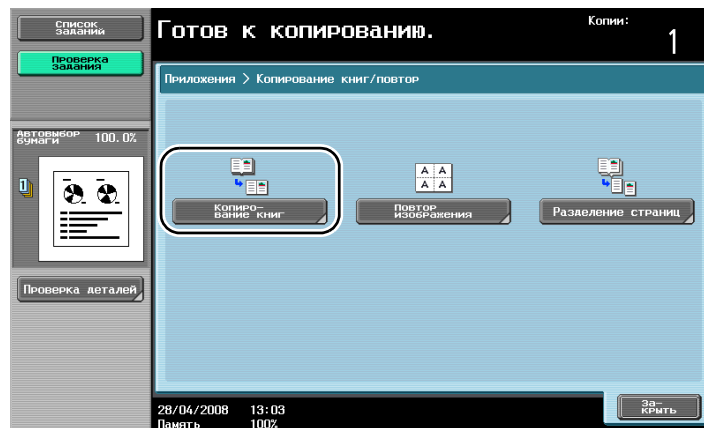 Список
заданий
Готов к копированию.
Копии:
1
Проверка
задания
Приложения > Копирование книг/повтор
Автовыбор
бумаги
100.0%
1
A A
A A
Копиро-
вание книг
Повтор
изображения
Разделение страниц
Проверка деталей
За-
крыть
28/04/2008 13:03
Память 100%